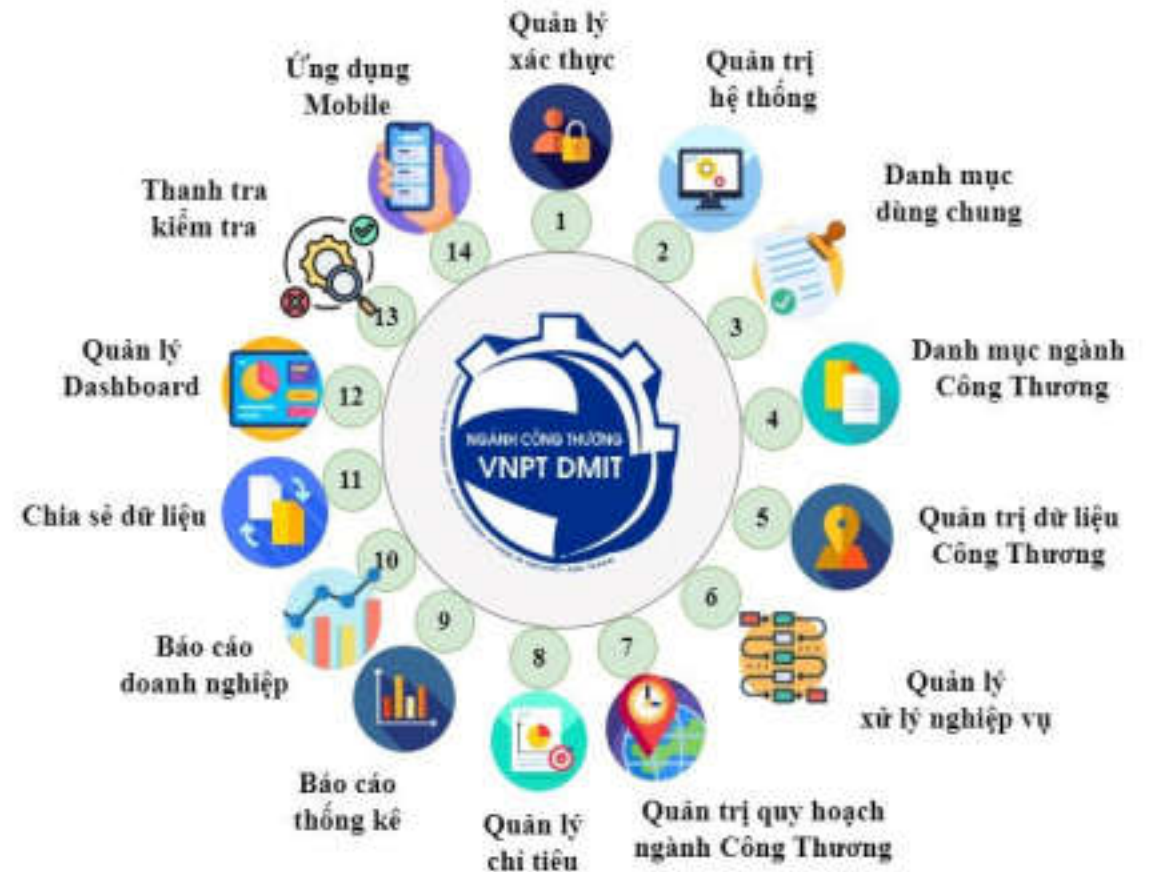 Quản lý
xác thực
1
Quản trị
hệ thống
2
Danh mục
dùng chung
3
Danh mục ngành
Công Thương
4
Quản trị dữ liệu
Công Thương
5
Quản lý
xử lý nghiệp vụ
6
Quản trị quy hoạch
ngành Công Thương
7
Quản lý
chỉ tiêu
8
Báo cáo
thống kê
9
Báo cáo
doanh nghiệp
10
Chia sẻ dữ liệu
11
Quản lý
Dashboard
12
Thanh tra
kiểm tra
13
Ứng dụng
Mobile
14
NGÀNH CÔNG THƯƠNG
VNPT DMIT